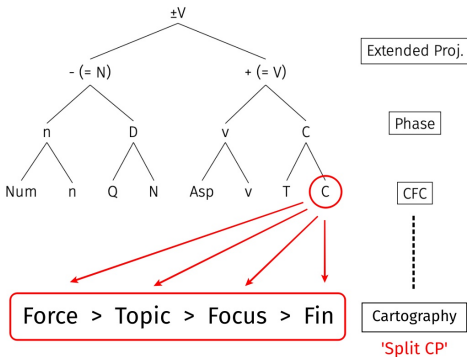 ±V
Extended Proj.
- (= N) + (= V)
n D v C
Phase
Num n Q N Asp v T C
CFC
Force > Topic > Focus > Fin
Cartography
'Split CP'